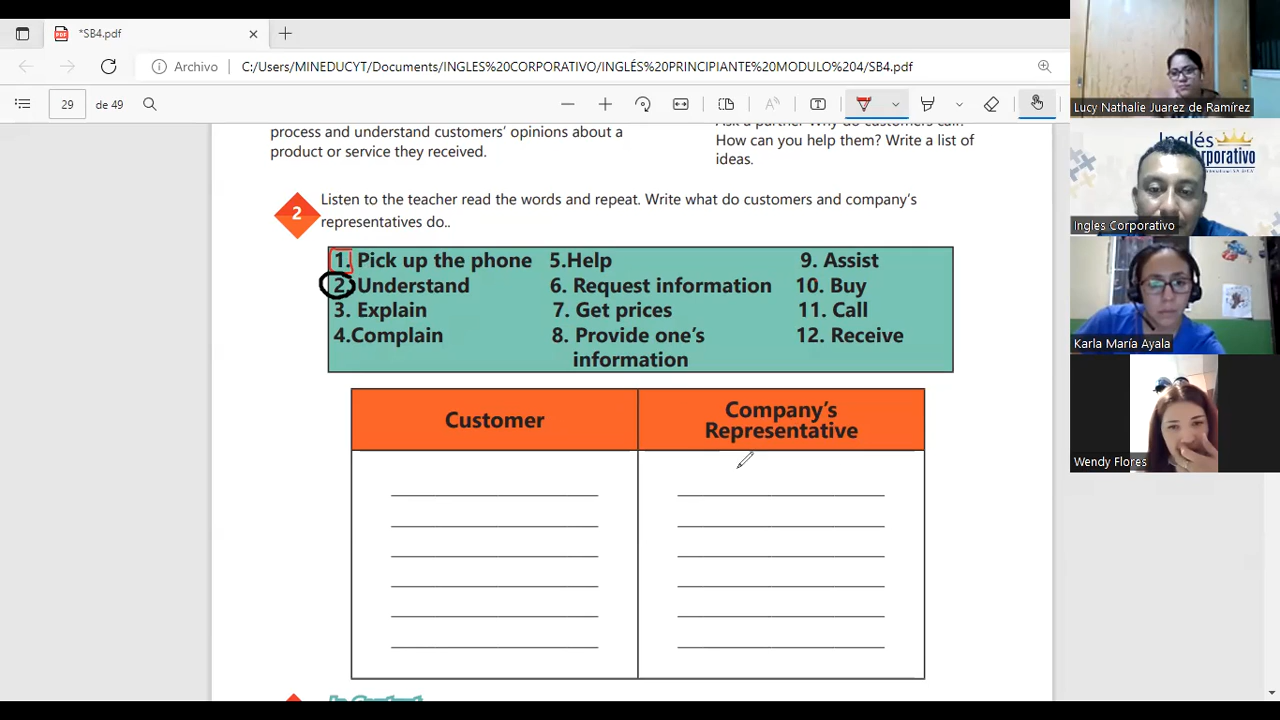 *SB4.pdf
Archivo
C:/Users/MINEDUCYT/Documents/INGLES%20CORPORATIVO/INGLÉS%20PRINCIPIANTE%20MODULO%204/SB4.pdf
29
de 49
process and understand customers' opinions about a
product or service they received.
How can you help them? Write a list of
ideas.
2
Listen to the teacher read the words and repeat. Write what do customers and company's
representatives do..
1. Pick up the phone
2. Understand
3. Explain
4.Complain
5.Help
6. Request information
7. Get prices
8. Provide one's
information
9. Assist
10. Buy
11. Call
12. Receive
Customer
Company's
Representative
Lucy Nathalie Juarez de Ramírez
Inglés
orporativo
Ingles Corporativo
Karla María Ayala
Wendy Flores